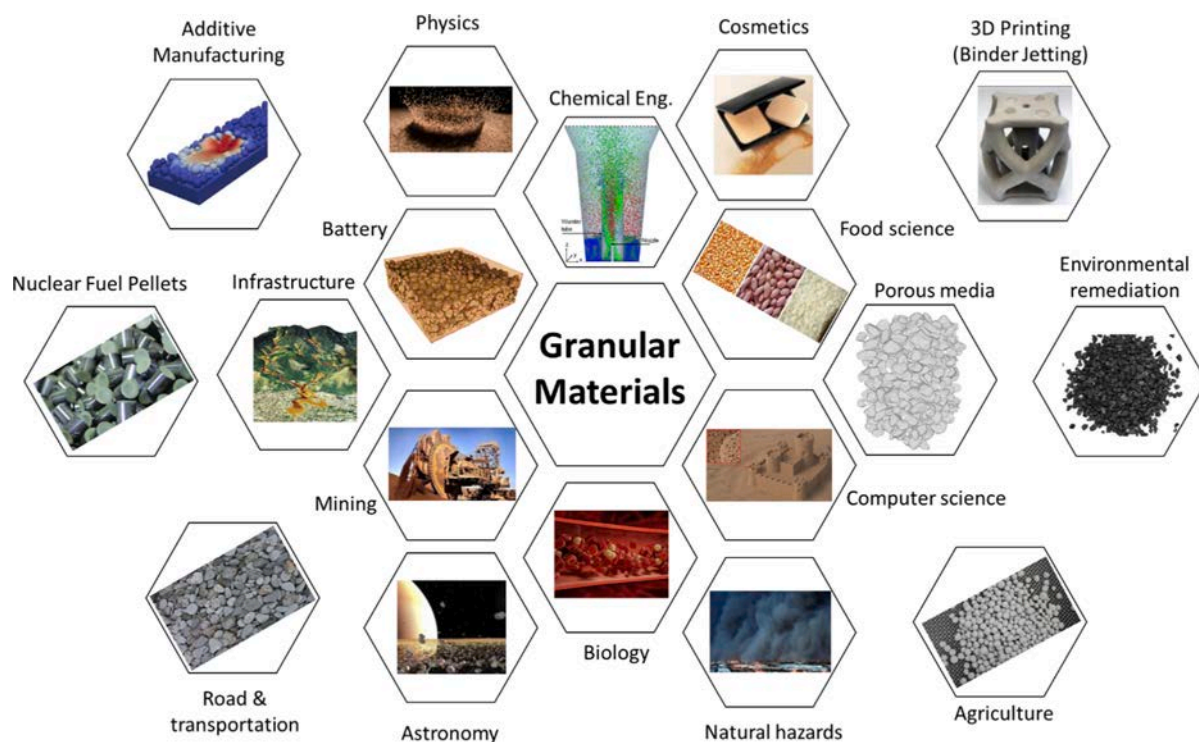 Additive
Manufacturing
Physics
Cosmetics
3D Printing
(Binder Jetting)
Chemical Eng.
Battery
Food science
Nuclear Fuel Pellets
Infrastructure
Porous media
Environmental
remediation
Granular
Materials
Mining
Computer science
Road &
transportation
Astronomy
Biology
Natural hazards
Agriculture